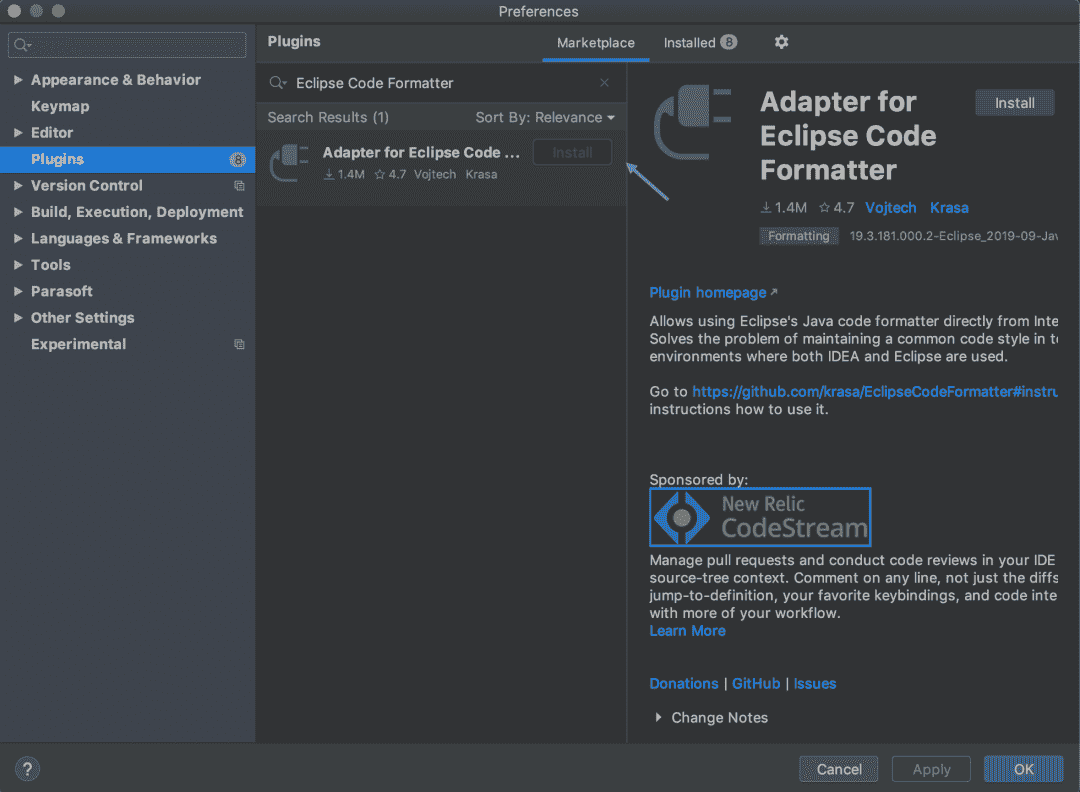 Preferences
Appearance & Behavior
Keymap
Editor
Plugins 8
Version Control
Build, Execution, Deployment
Languages & Frameworks
Tools
Parasoft
Other Settings
Experimental
Plugins
Marketplace
Installed 8
Eclipse Code Formatter
Search Results (1)
Sort By: Relevance
Adapter for Eclipse Code ...
Install
1.4M 4.7 Vojtech Krasa
Adapter for
Eclipse Code
Formatter
Install
1.4M 4.7 Vojtech Krasa
Formatting 19.3.181.000.2-Eclipse_2019-09-Jav
Plugin homepage ↗
Allows using Eclipse's Java code formatter directly from Inte
Solves the problem of maintaining a common code style in t
environments where both IDEA and Eclipse are used.
Go to https://github.com/krasa/EclipseCodeFormatter#instru
instructions how to use it.
Sponsored by:
New Relic
CodeStream
Manage pull requests and conduct code reviews in your IDE
source-tree context. Comment on any line, not just the diffs
jump-to-definition, your favorite keybindings, and code inte
with more of your workflow.
Learn More
Donations | GitHub | Issues
Change Notes
?
Cancel
Apply
OK